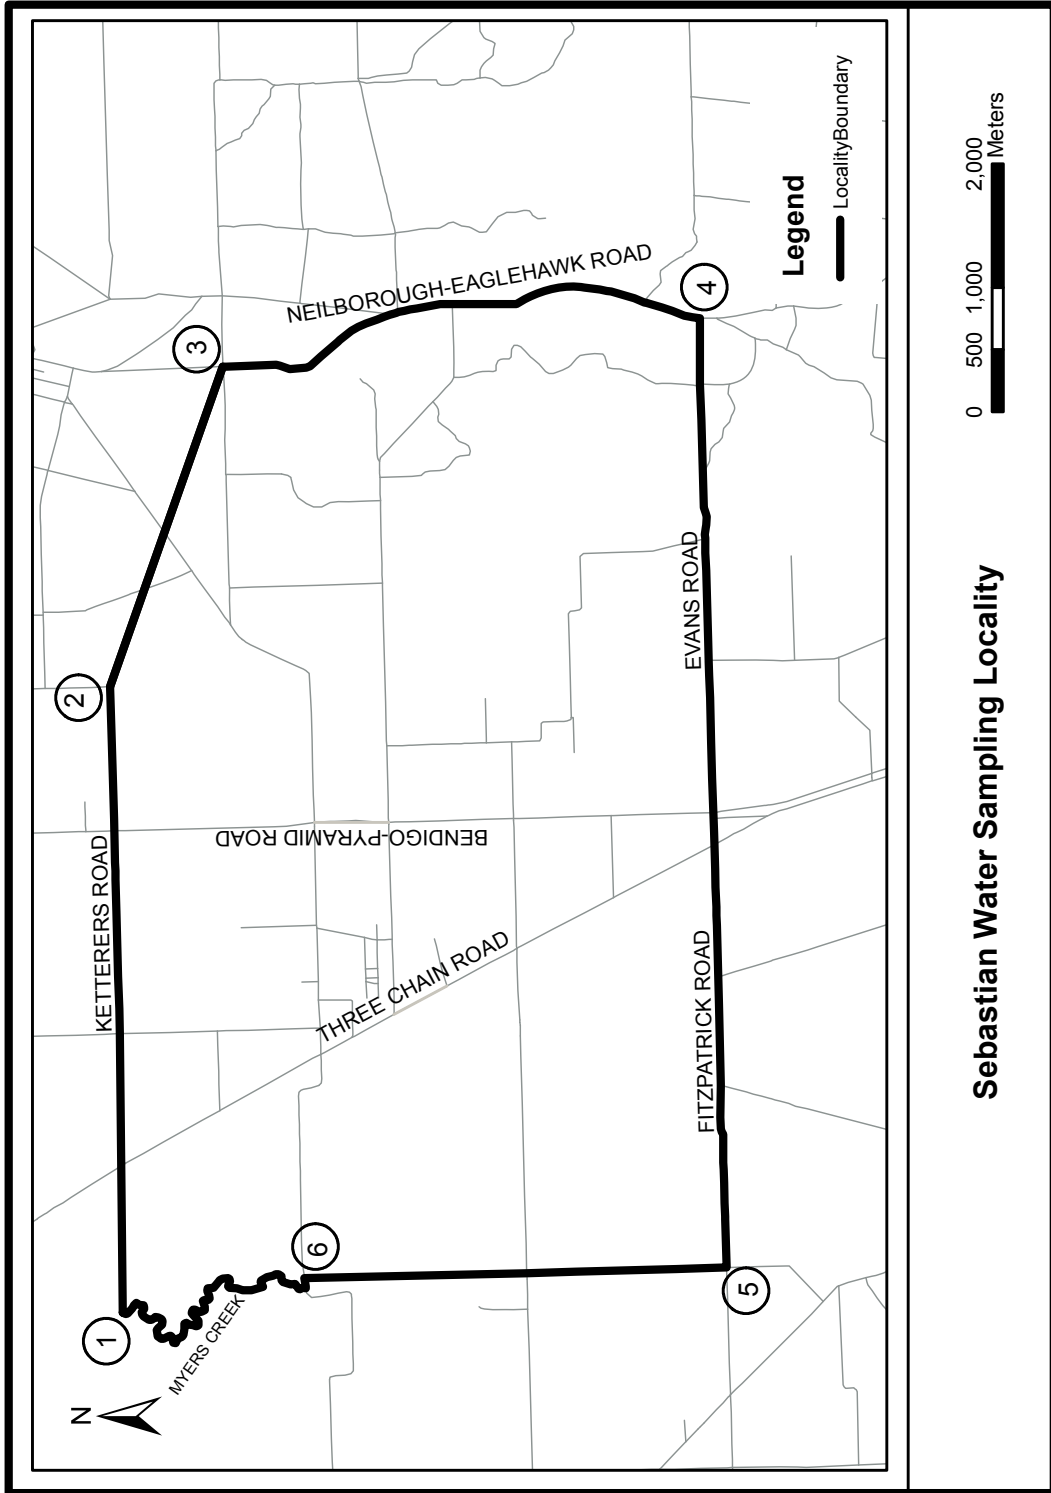 N
1
2
3
4
5
6
KETTERERS ROAD
NEILBOROUGH-EAGLEHAWK ROAD
MYERS CREEK
BENDIGO-PYRAMID ROAD
THREE CHAIN ROAD
EVANS ROAD
FITZPATRICK ROAD
Legend
LocalityBoundary
Sebastian Water Sampling Locality
0 500 1,000 2,000
Meters